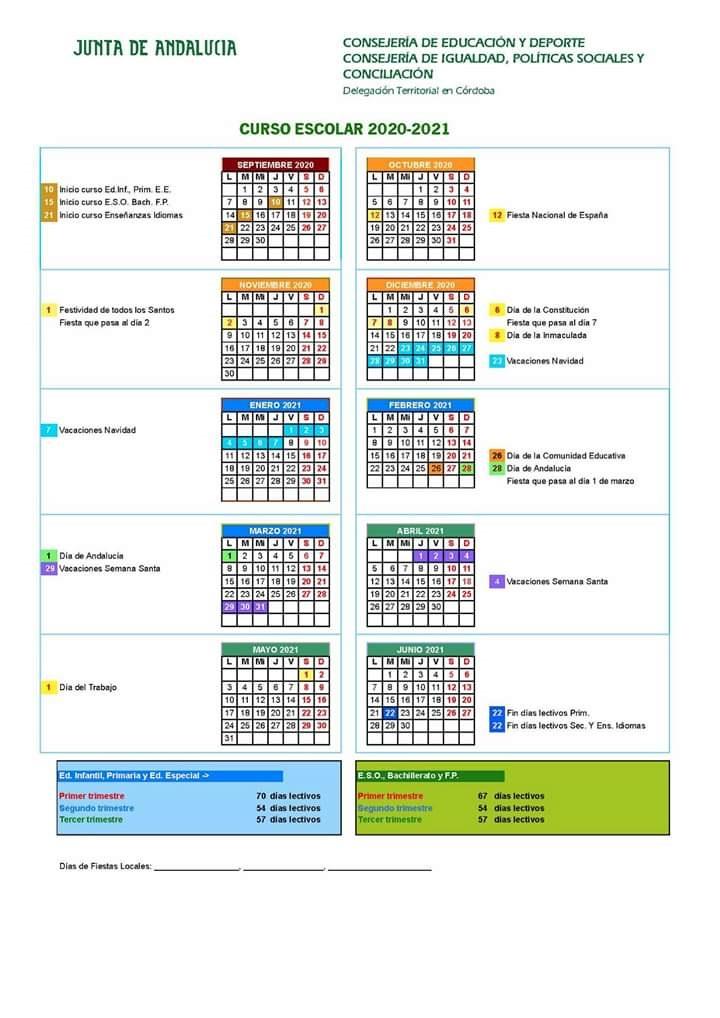 JUNTA DE ANDALUCIA
CONSEJERÍA DE EDUCACIÓN Y DEPORTE
CONSEJERÍA DE IGUALDAD, POLÍTICAS SOCIALES Y
CONCILIACIÓN
Delegación Territorial en Córdoba
CURSO ESCOLAR 2020-2021
10 Inicio curso Ed.Inf., Prim. E.E.
15 Inicio curso E.S.O. Bach. F.P.
21 Inicio curso Enseñanzas Idiomas
SEPTIEMBRE 2020
L M Mi J V S D
1 2 3 4 5 6
7 8 9 10 11 12 13
14 15 16 17 18 19 20
21 22 23 24 25 26 27
28 29 30
OCTUBRE 2020
L M Mi J V S D
1 2 3 4
5 6 7 8 9 10 11
12 13 14 15 16 17 18
19 20 21 22 23 24 25
26 27 28 29 30 31
12 Fiesta Nacional de España
1 Festividad de todos los Santos
Fiesta que pasa al día 2
NOVIEMBRE 2020
L M Mi J V S D
1
2 3 4 5 6 7 8
9 10 11 12 13 14 15
16 17 18 19 20 21 22
23 24 25 26 27 28 29
30
DICIEMBRE 2020
L M Mi J V S D
1 2 3 4 5 6
7 8 9 10 11 12 13
14 15 16 17 18 19 20
21 22 23 24 25 26 27
28 29 30 31
6 Día de la Constitución
Fiesta que pasa al día 7
8 Día de la Inmaculada
23 Vacaciones Navidad
7 Vacaciones Navidad
ENERO 2021
L M Mi J V S D
1 2 3
4 5 6 7 8 9 10
11 12 13 14 15 16 17
18 19 20 21 22 23 24
25 26 27 28 29 30 31
FEBRERO 2021
L M Mi J V S D
1 2 3 4 5 6 7
8 9 10 11 12 13 14
15 16 17 18 19 20 21
22 23 24 25 26 27 28
26 Día de la Comunidad Educativa
28 Día de Andalucía
Fiesta que pasa al día 1 de marzo
1 Día de Andalucía
29 Vacaciones Semana Santa
MARZO 2021
L M Mi J V S D
1 2 3 4 5 6 7
8 9 10 11 12 13 14
15 16 17 18 19 20 21
22 23 24 25 26 27 28
29 30 31
ABRIL 2021
L M Mi J V S D
1 2 3 4
5 6 7 8 9 10 11
12 13 14 15 16 17 18
19 20 21 22 23 24 25
26 27 28 29 30
4 Vacaciones Semana Santa
1 Día del Trabajo
MAYO 2021
L M Mi J V S D
1 2
3 4 5 6 7 8 9
10 11 12 13 14 15 16
17 18 19 20 21 22 23
24 25 26 27 28 29 30
31
JUNIO 2021
L M Mi J V S D
1 2 3 4 5 6
7 8 9 10 11 12 13
14 15 16 17 18 19 20
21 22 23 24 25 26 27
28 29 30
22 Fin días lectivos Prim.
22 Fin días lectivos Sec. Y Ens. Idiomas
Ed. Infantil, Primaria y Ed. Especial ->
Primer trimestre 70 días lectivos
Segundo trimestre 54 días lectivos
Tercer trimestre 57 días lectivos
E.S.O., Bachillerato y F.P.
Primer trimestre 67 días lectivos
Segundo trimestre 54 días lectivos
Tercer trimestre 57 días lectivos
Días de Fiestas Locales: __________________, _________________, ______________________